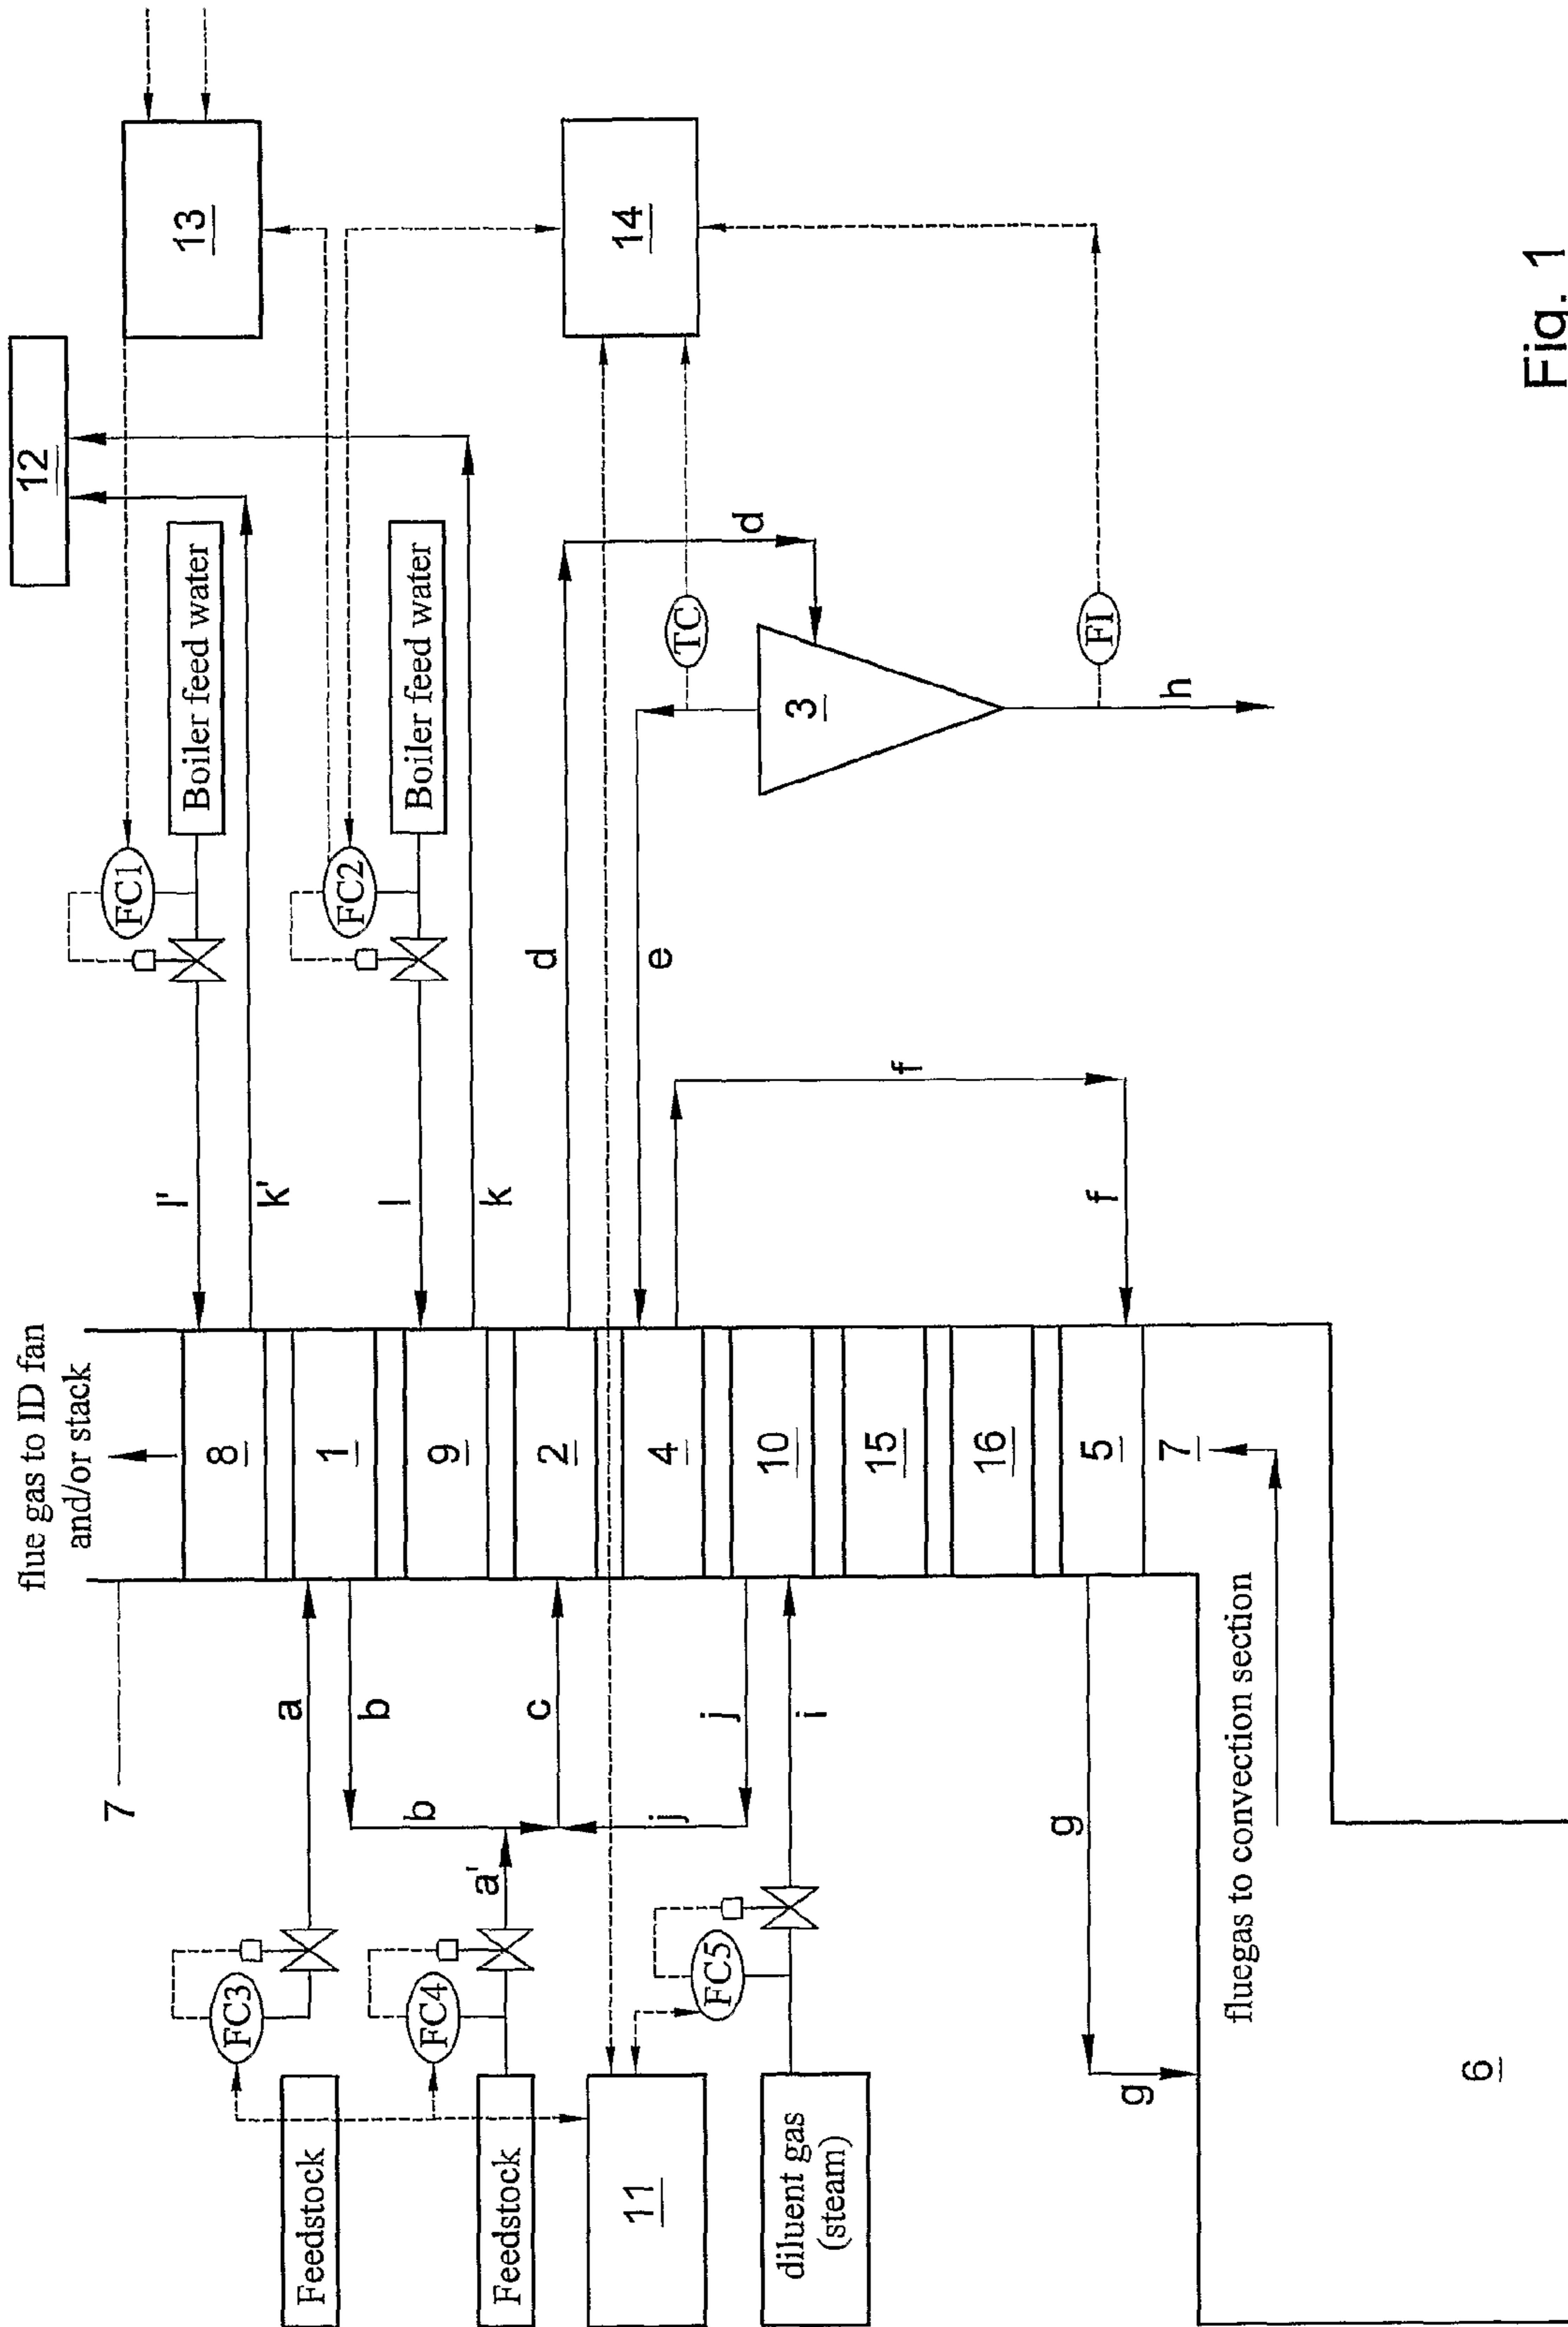 flue gas to ID fan
and/or stack
7
8
1
9
2
4
10
15
16
5
7
6
a
b
b
a'
c
j
j
i
g
g
FC3
FC4
FC5
Feedstock
Feedstock
11
diluent gas
(steam)
fluegas to convection section
l'
k'
l
k
d
d
e
f
f
h
FC1
FC2
Boiler feed water
Boiler feed water
TC
FI
3
12
13
14
Fig. 1